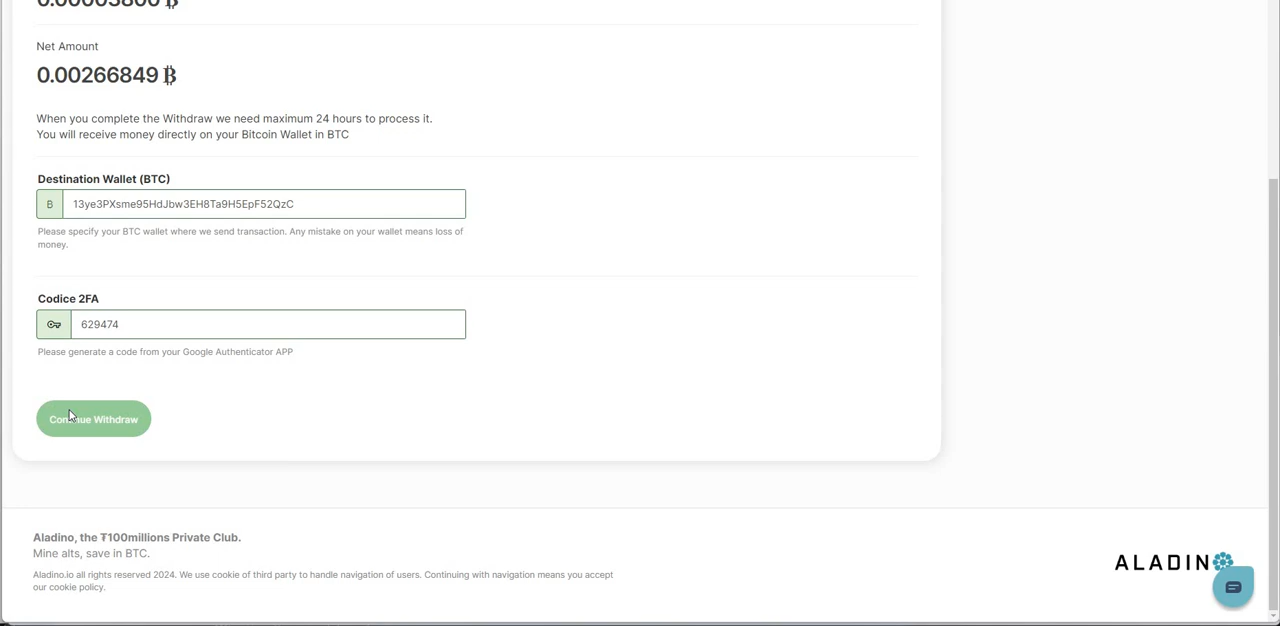 0.00003800 ₿
Net Amount
0.00266849 ₿
When you complete the Withdraw we need maximum 24 hours to process it.
You will receive money directly on your Bitcoin Wallet in BTC
Destination Wallet (BTC)
B 13ye3PXsme95HdJbw3EH8Ta9H5EpF52QzC
Please specify your BTC wallet where we send transaction. Any mistake on your wallet means loss of
money.
Codice 2FA
629474
Please generate a code from your Google Authenticator APP
Continue Withdraw
Aladino, the ₮100millions Private Club.
Mine alts, save in BTC.
Aladino.io all rights reserved 2024. We use cookie of third party to handle navigation of users. Continuing with navigation means you accept
our cookie policy.
ALADIN